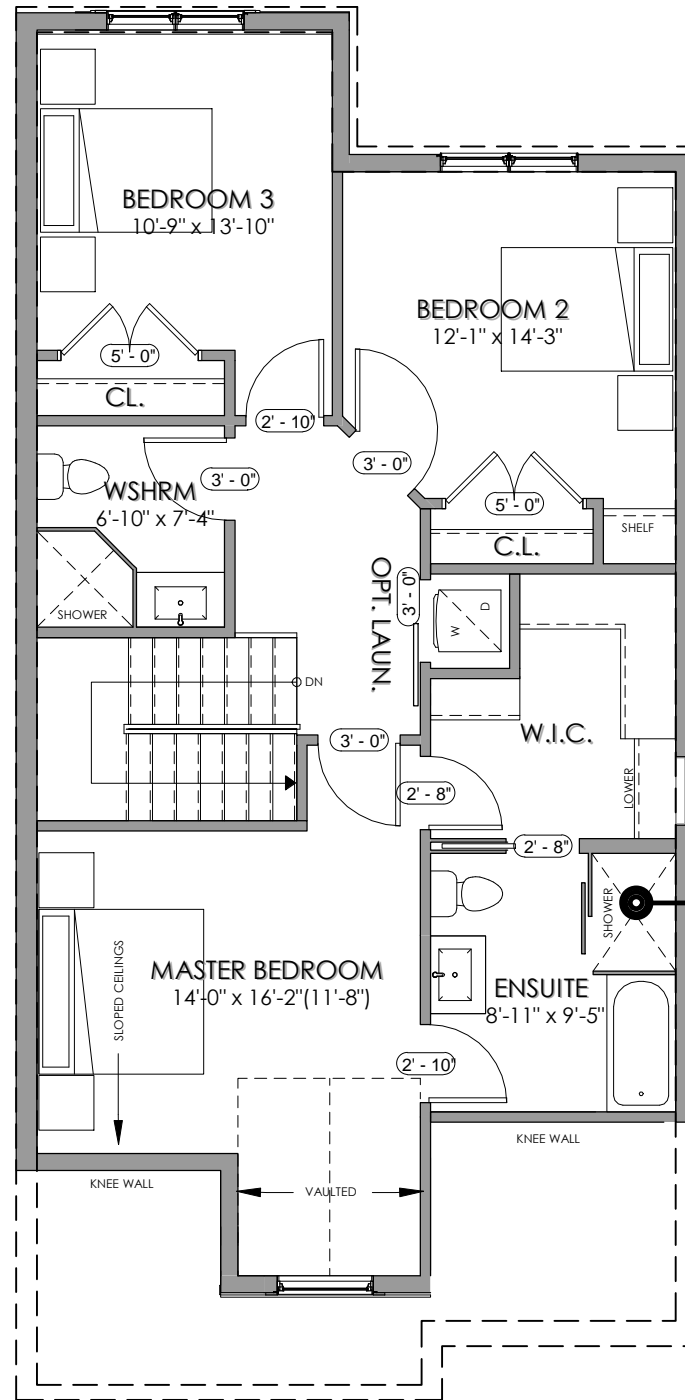 BEDROOM 3
10'-9" x 13'-10"
BEDROOM 2
12'-1" x 14'-3"
5' - 0"
CL.
2' - 10"
3' - 0"
3' - 0"
WSHRM
6'-10" x 7'-4"
5' - 0"
C.L.
SHELF
SHOWER
OPT. LAUN.
3' - 0"
W
D
DN
W.I.C.
3' - 0"
2' - 8"
LOWER
2' - 8"
SHOWER
SLOPED CEILINGS
MASTER BEDROOM
14'-0" x 16'-2"(11'-8")
ENSUITE
8'-11" x 9'-5"
2' - 10"
KNEE WALL
KNEE WALL
VAULTED